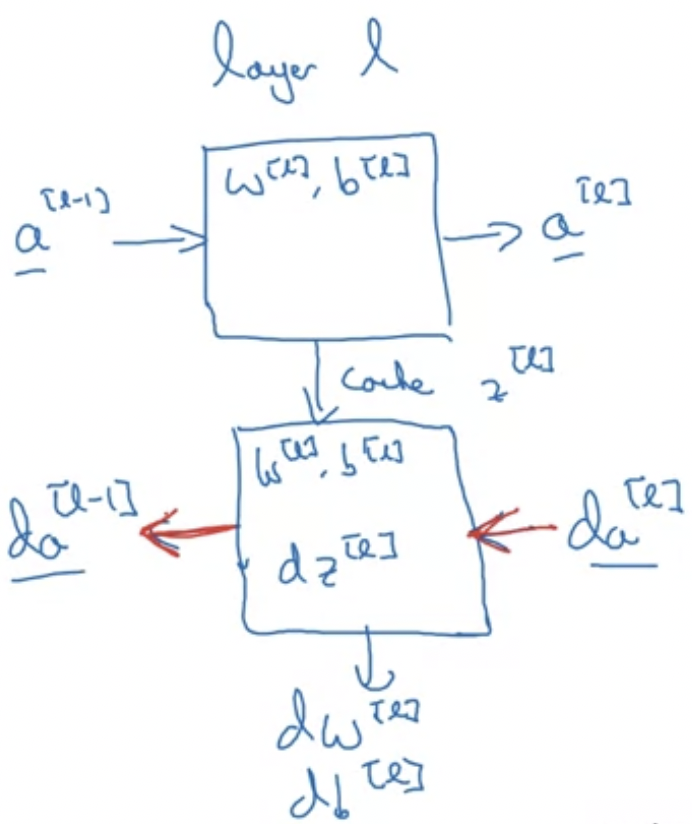 layer l
w^[l], b^[l]
a^[l-1]
a^[l]
cache z^[l]
w^[l], b^[l]
da^[l-1]
dz^[l]
da^[l]
dw^[l]
db^[l]